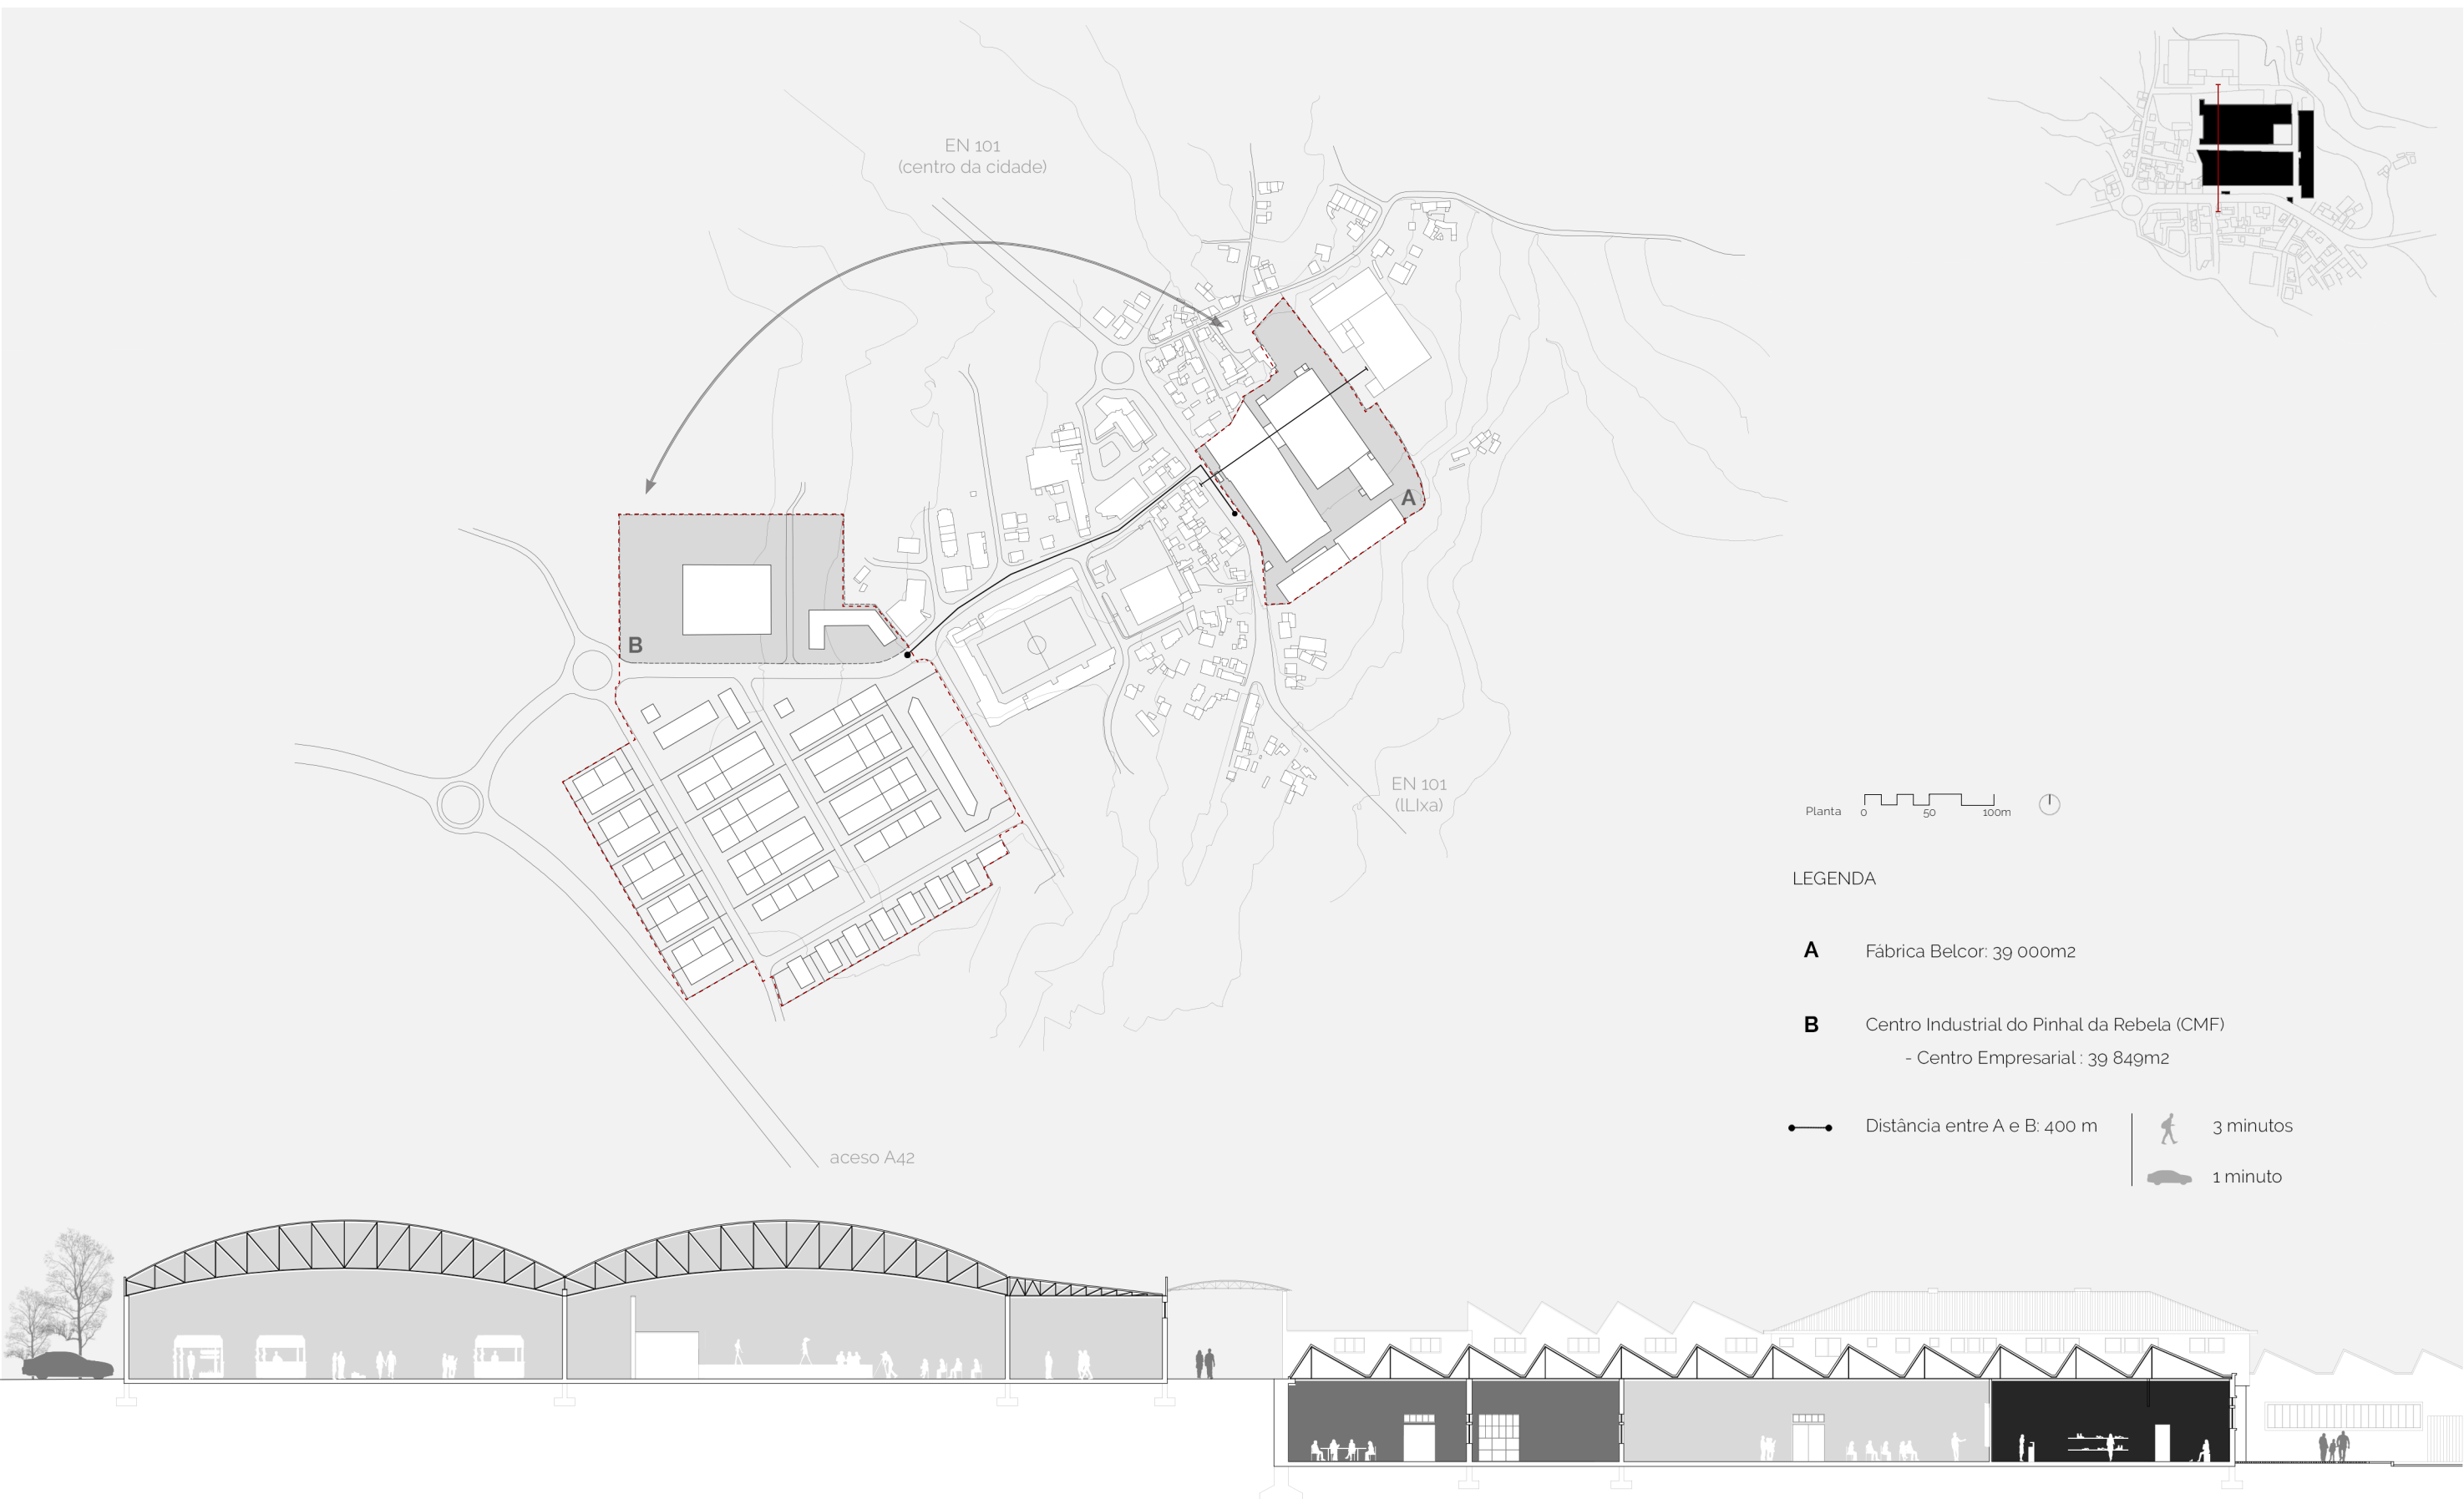 EN 101
(centro da cidade)
A
B
EN 101
(lLIxa)
aceso A42
Planta
0
50
100m
LEGENDA
A
Fábrica Belcor: 39 000m2
B
Centro Industrial do Pinhal da Rebela (CMF)
- Centro Empresarial : 39 849m2
Distância entre A e B: 400 m
3 minutos
1 minuto